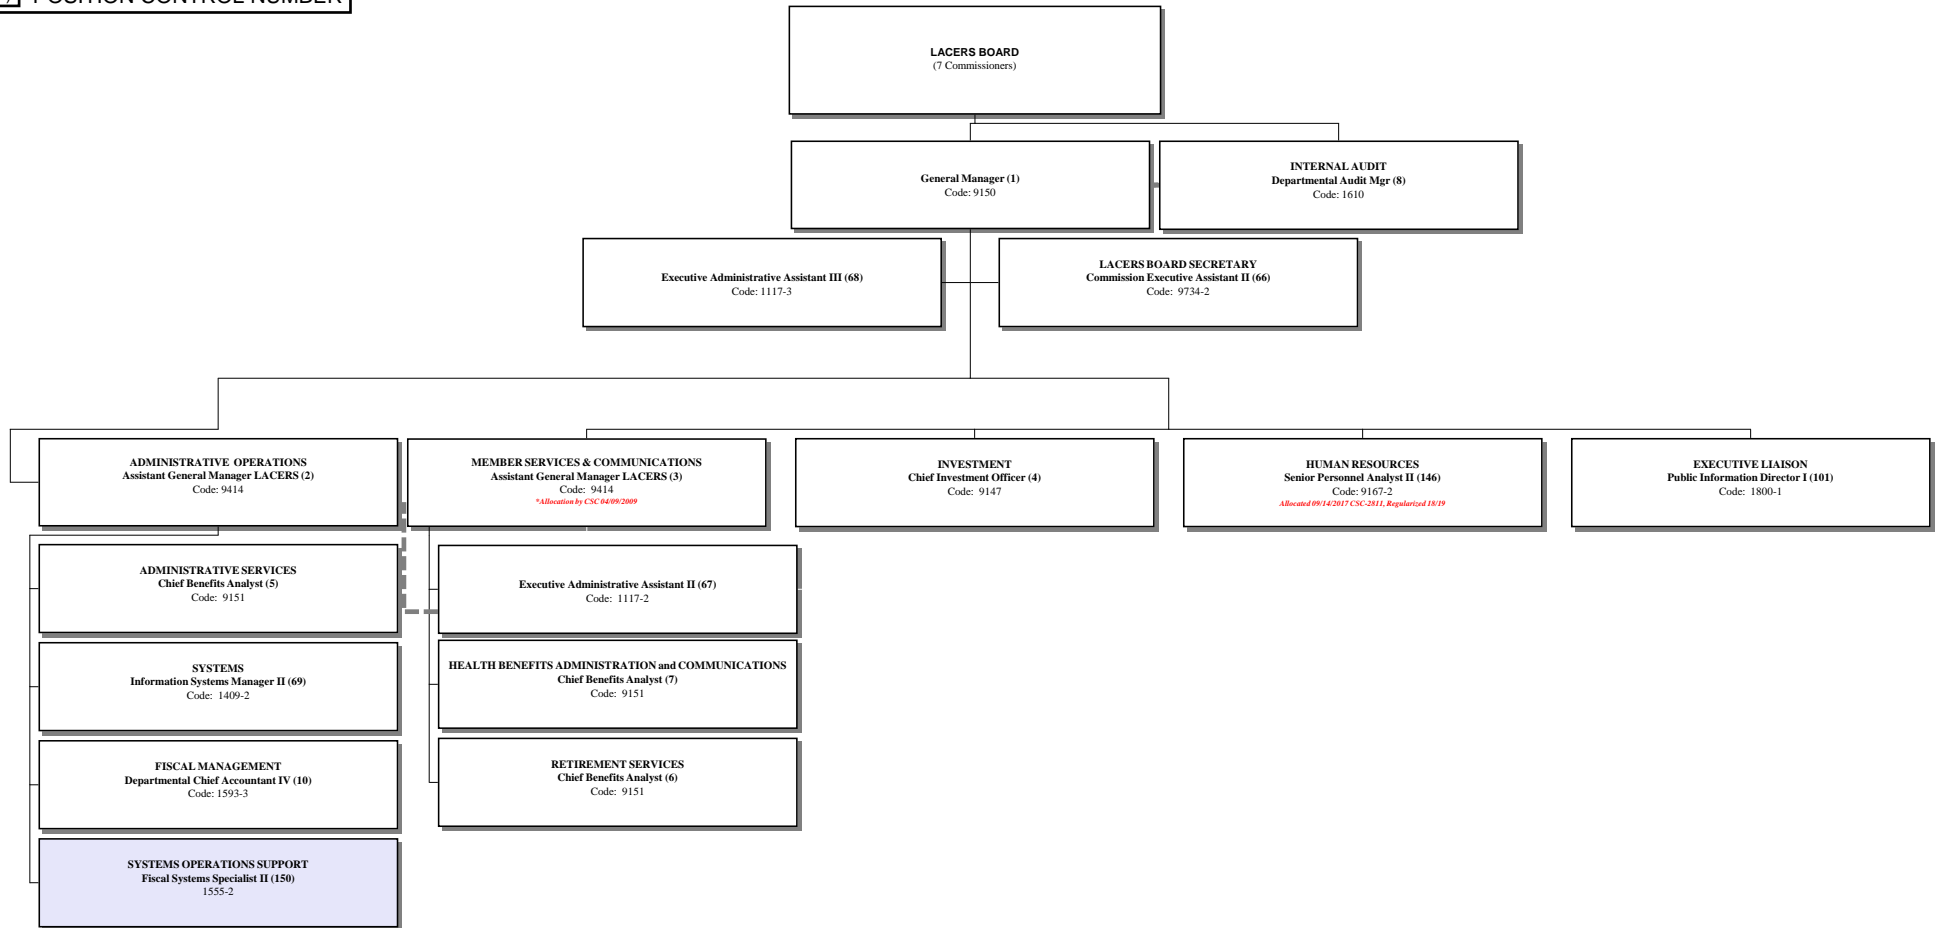 POSITION CONTROL NUMBER
LACERS BOARD
(7 Commissioners)
General Manager (1)
Code: 9150
INTERNAL AUDIT
Departmental Audit Mgr (8)
Code: 1610
Executive Administrative Assistant III (68)
Code: 1117-3
LACERS BOARD SECRETARY
Commission Executive Assistant II (66)
Code: 9734-2
ADMINISTRATIVE OPERATIONS
Assistant General Manager LACERS (2)
Code: 9414
MEMBER SERVICES & COMMUNICATIONS
Assistant General Manager LACERS (3)
Code: 9414
*Allocation by CSC 04/09/2009
INVESTMENT
Chief Investment Officer (4)
Code: 9147
HUMAN RESOURCES
Senior Personnel Analyst II (146)
Code: 9167-2
Allocated 09/14/2017 CSC-2811, Regularized 18/19
EXECUTIVE LIAISON
Public Information Director I (101)
Code: 1800-1
ADMINISTRATIVE SERVICES
Chief Benefits Analyst (5)
Code: 9151
SYSTEMS
Information Systems Manager II (69)
Code: 1409-2
FISCAL MANAGEMENT
Departmental Chief Accountant IV (10)
Code: 1593-3
SYSTEMS OPERATIONS SUPPORT
Fiscal Systems Specialist II (150)
1555-2
Executive Administrative Assistant II (67)
Code: 1117-2
HEALTH BENEFITS ADMINISTRATION and COMMUNICATIONS
Chief Benefits Analyst (7)
Code: 9151
RETIREMENT SERVICES
Chief Benefits Analyst (6)
Code: 9151